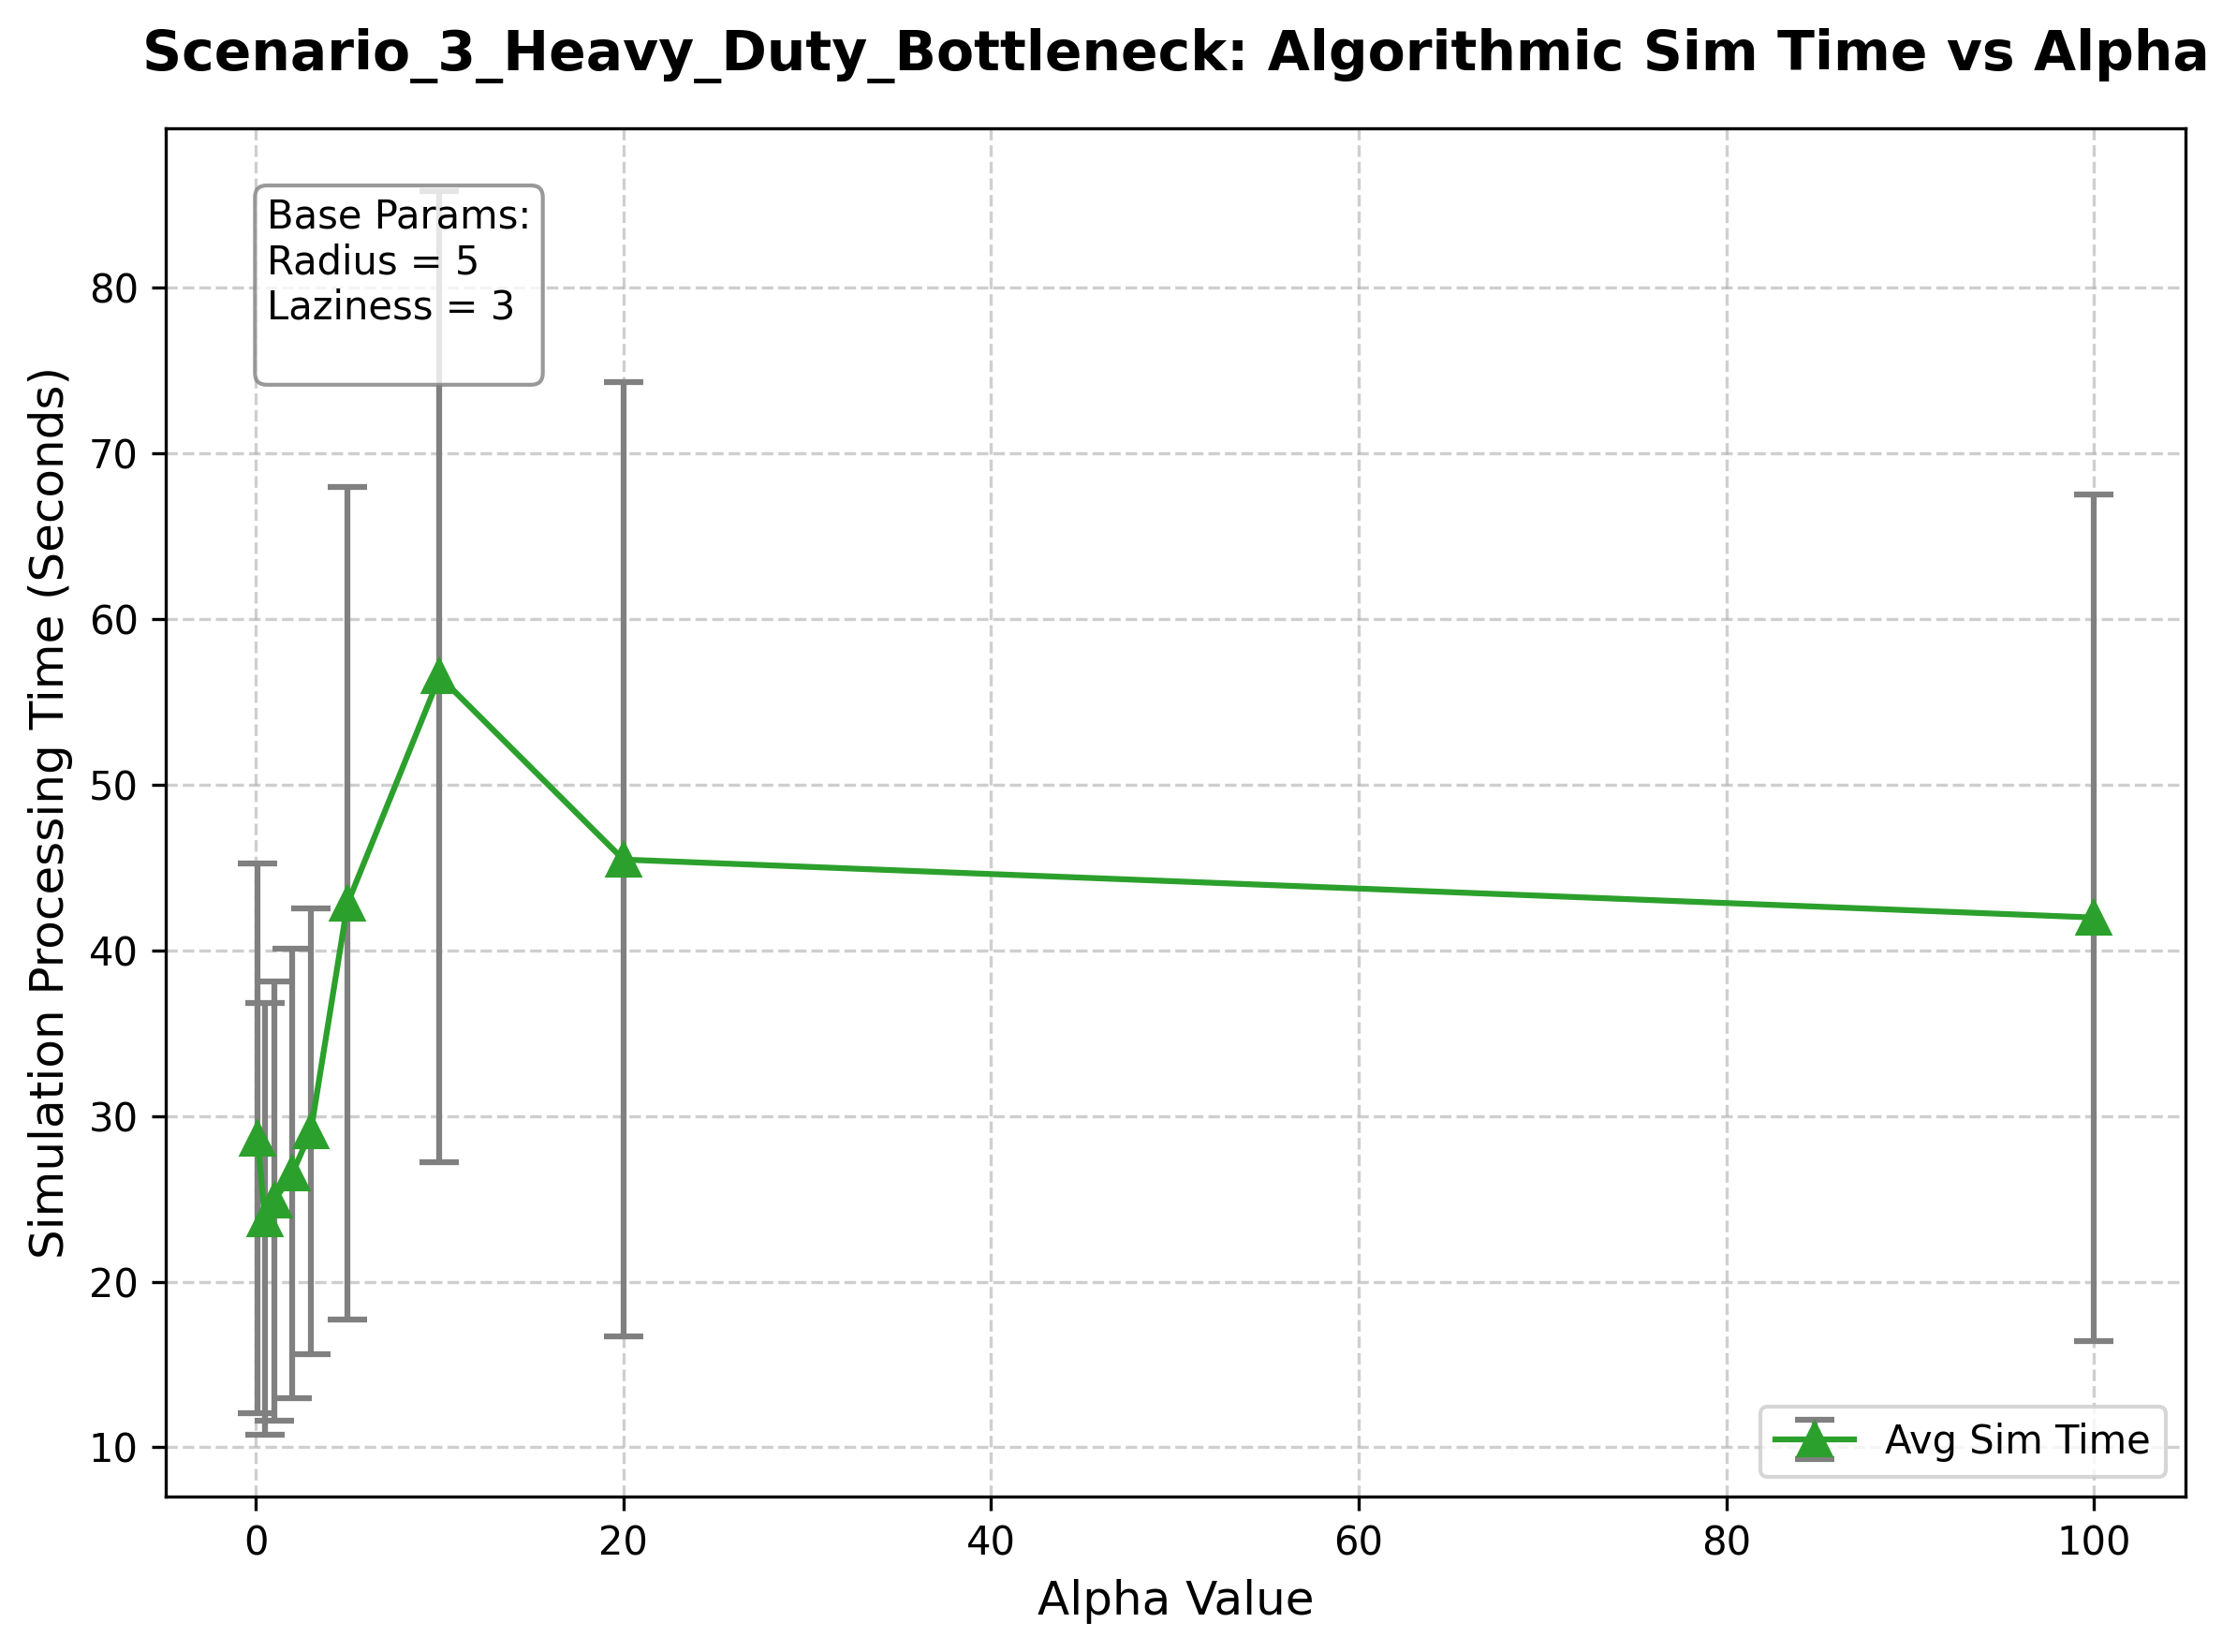 Scenario_3_Heavy_Duty_Bottleneck: Algorithmic Sim Time vs Alpha
Base Params:
Radius = 5
Laziness = 3
Simulation Processing Time (Seconds)
80
70
60
50
40
30
20
10
Avg Sim Time
0 20 40 60 80 100
Alpha Value